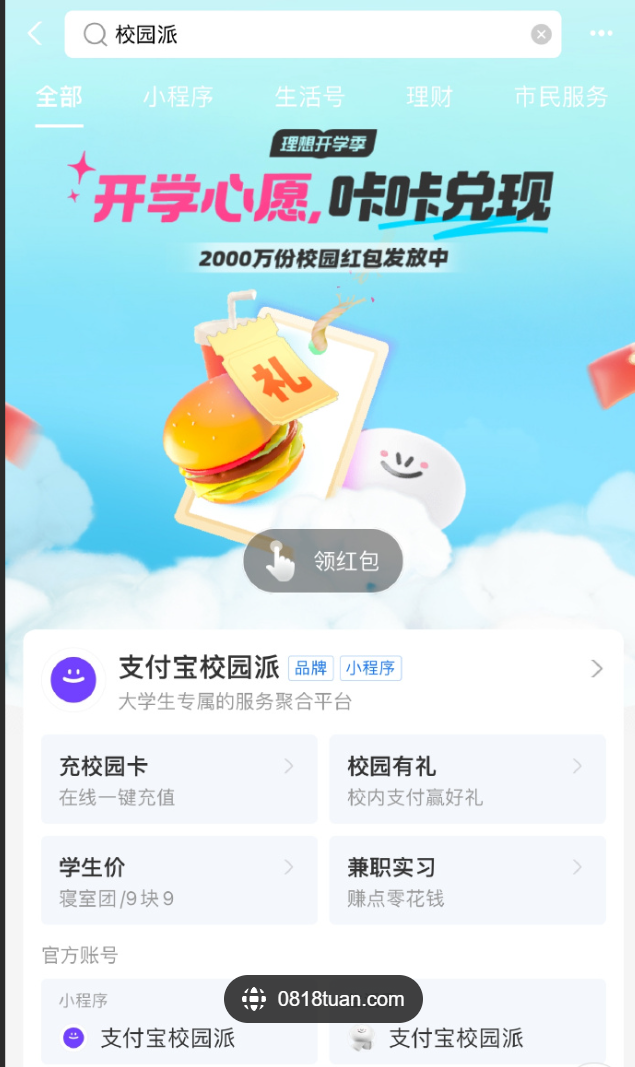 校园派
全部 小程序 生活号 理财 市民服务
理想开学季
开学心愿,咔咔兑现
2000万份校园红包发放中
礼
领红包
支付宝校园派 品牌 小程序
大学生专属的服务聚合平台
充校园卡 校园有礼
在线一键充值 校内支付赢好礼
学生价 兼职实习
寝室团/9块9 赚点零花钱
官方账号
小程序
0818tuan.com
支付宝校园派 支付宝校园派